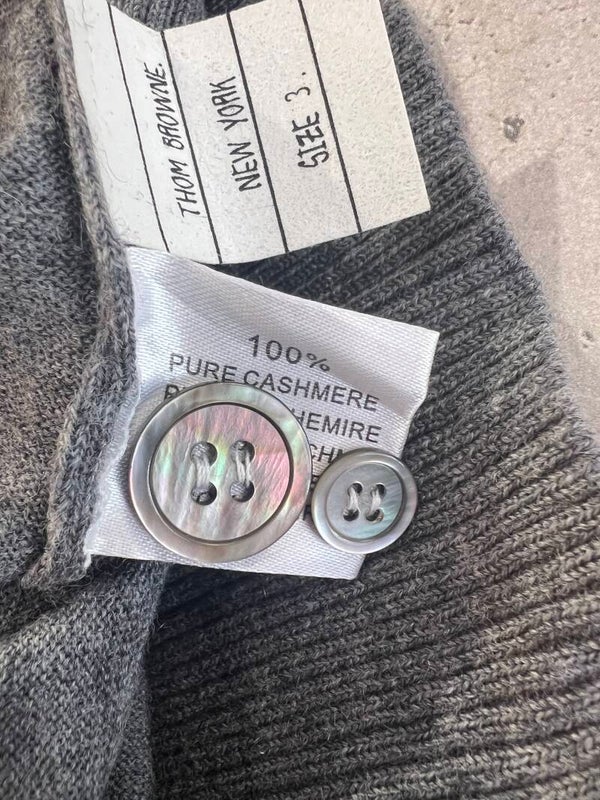 THOM BROWNE.
NEW YORK
SIZE 3.
100%
PURE CASHMERE